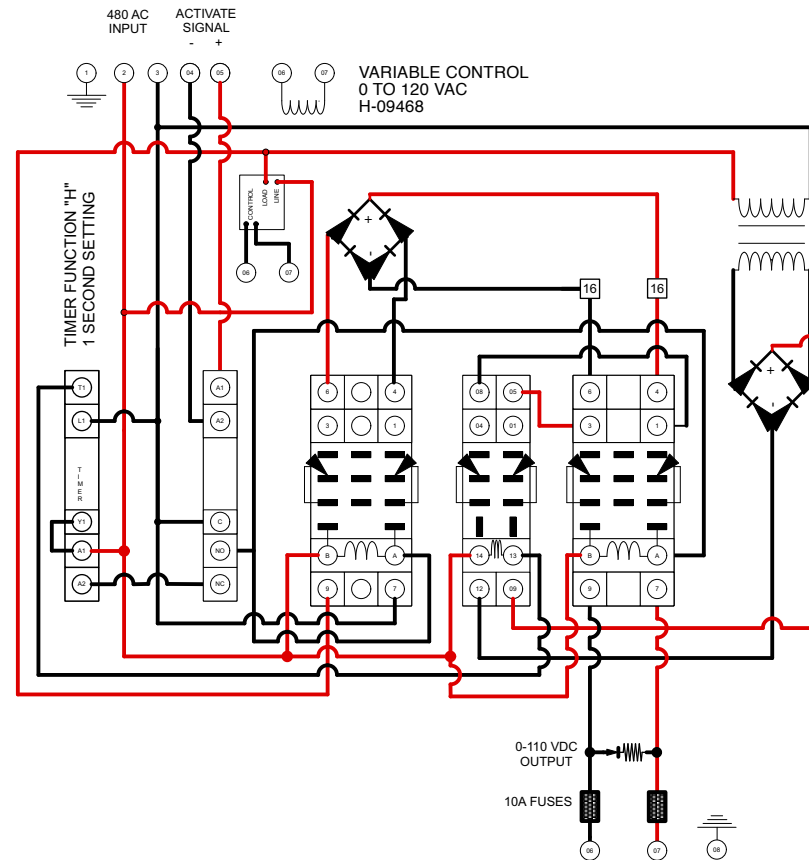 480 AC
INPUT
ACTIVATE
SIGNAL
- +
1 2 3 04 05 06 07
VARIABLE CONTROL
0 TO 120 VAC
H-09468
TIMER FUNCTION "H"
1 SECOND SETTING
CONTROL
LOAD
LINE
06 07
+
-
16 16
+
-
T1
L1
TIMER
Y1
A1
A2
A1
A2
C
NO
NC
6 4
3 1
B A
9 7
08 05
04 01
14 13
12 09
6 4
3 1
B A
9 7
0-110 VDC
OUTPUT
10A FUSES
06 07 08